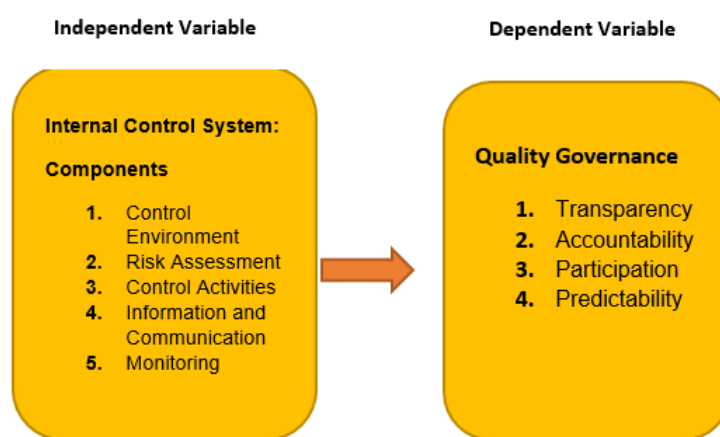 Independent Variable
Dependent Variable
Internal Control System:
Components
1. Control
Environment
2. Risk Assessment
3. Control Activities
4. Information and
Communication
5. Monitoring
Quality Governance
1. Transparency
2. Accountability
3. Participation
4. Predictability